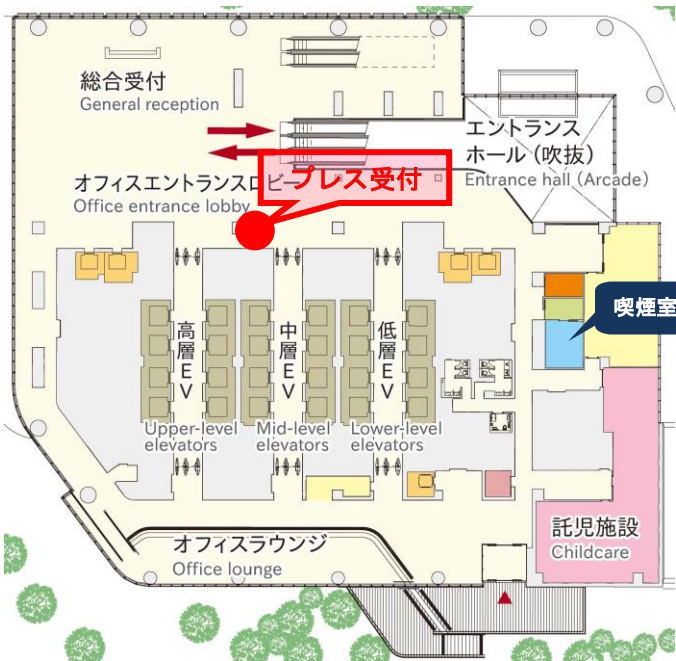 総合受付
General reception
エントランス
ホール（吹抜）
Entrance hall (Arcade)
オフィスエントランスロビー
Office entrance lobby
プレス受付
喫煙室
高層EV
中層EV
低層EV
Upper-level
elevators
Mid-level
elevators
Lower-level
elevators
オフィスラウンジ
Office lounge
託児施設
Childcare